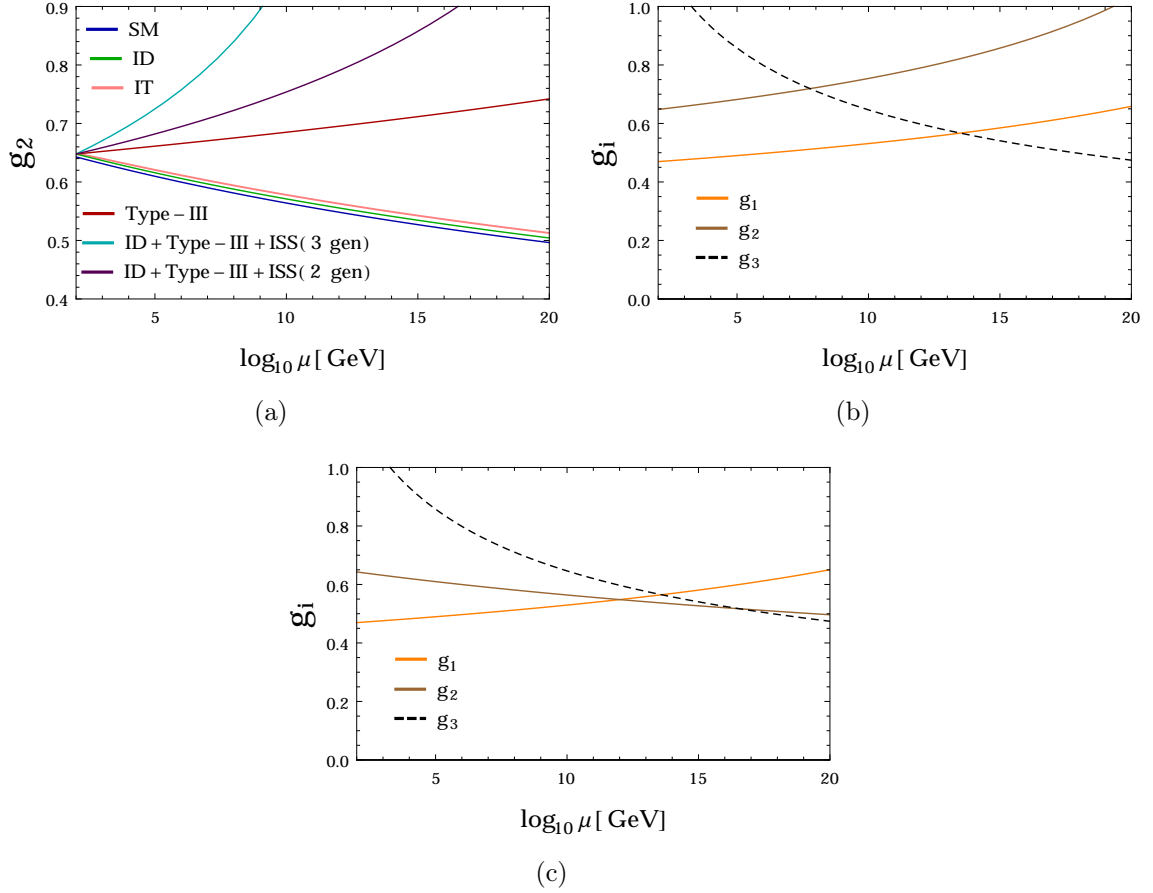 0.9
0.8
0.7
0.6
0.5
0.4
g2
SM
ID
IT
Type – III
ID + Type – III + ISS( 3 gen)
ID + Type – III + ISS( 2 gen)
5 10 15 20
log10 μ[ GeV]
(a)
1.0
0.8
0.6
0.4
0.2
0.0
gi
g1
g2
g3
5 10 15 20
log10 μ[ GeV]
(b)
1.0
0.8
0.6
0.4
0.2
0.0
gi
g1
g2
g3
5 10 15 20
log10 μ[ GeV]
(c)